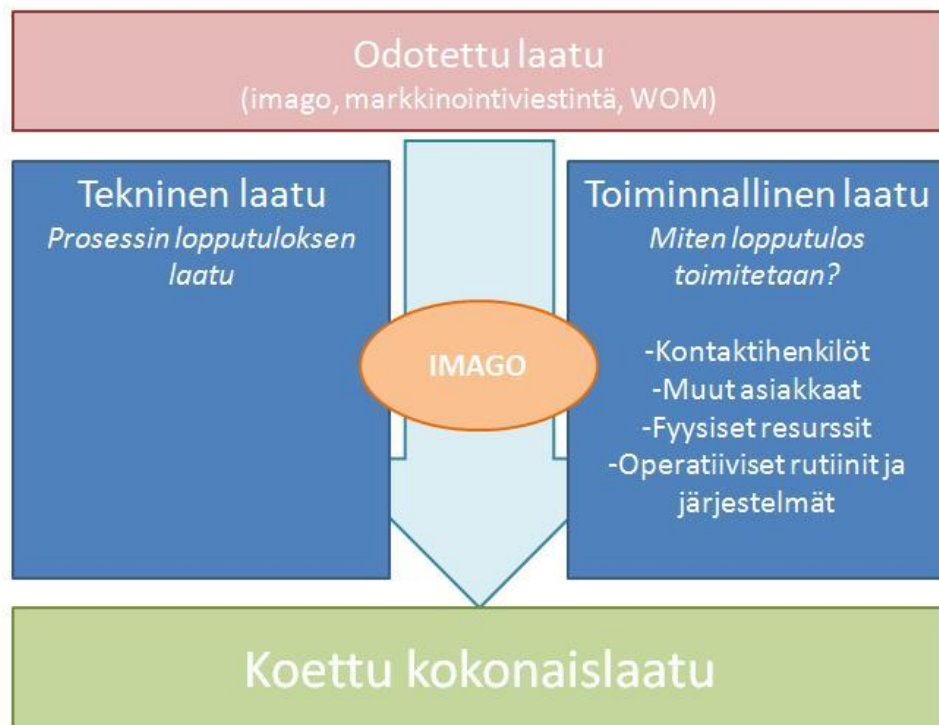 Odotettu laatu
(imago, markkinointiviestintä, WOM)
Tekninen laatu
Prosessin lopputuloksen
laatu
IMAGO
Toiminnallinen laatu
Miten lopputulos
toimitetaan?
-Kontaktihenkilöt
-Muut asiakkaat
-Fyysiset resurssit
-Operatiiviset rutiinit ja
järjestelmät
Koettu kokonaislaatu